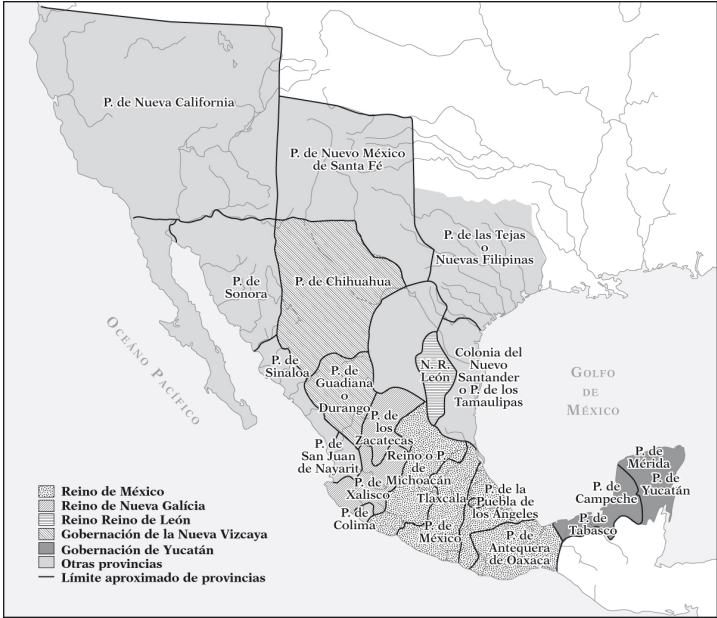 P. de Nueva California
P. de Nuevo México
de Santa Fé
P. de las Tejas
o
Nuevas Filipinas
P. de
Sonora
P. de Chihuahua
P. de
Sinaloa
P. de
Guadiana
o
Durango
N. R.
León
Colonia del
Nuevo
Santander
o P. de los
Tamaulipas
OCEÁNO PACÍFICO
GOLFO
DE
MÉXICO
P. de
los
Zacatecas
P. de
San Juan
de Nayarit
Reino o P.
de
Michoacán
P. de
Xalisco
Tlaxcala
P. de la
Puebla de
los Ángeles
P. de
Colima
P. de
México
P. de
Antequera
de Oaxaca
P. de
Mérida
P. de
Yucatán
P. de
Campeche
P. de
Tabasco
Reino de México
Reino de Nueva Galícia
Reino Reino de León
Gobernación de la Nueva Vizcaya
Gobernación de Yucatán
Otras provincias
Límite aproximado de provincias